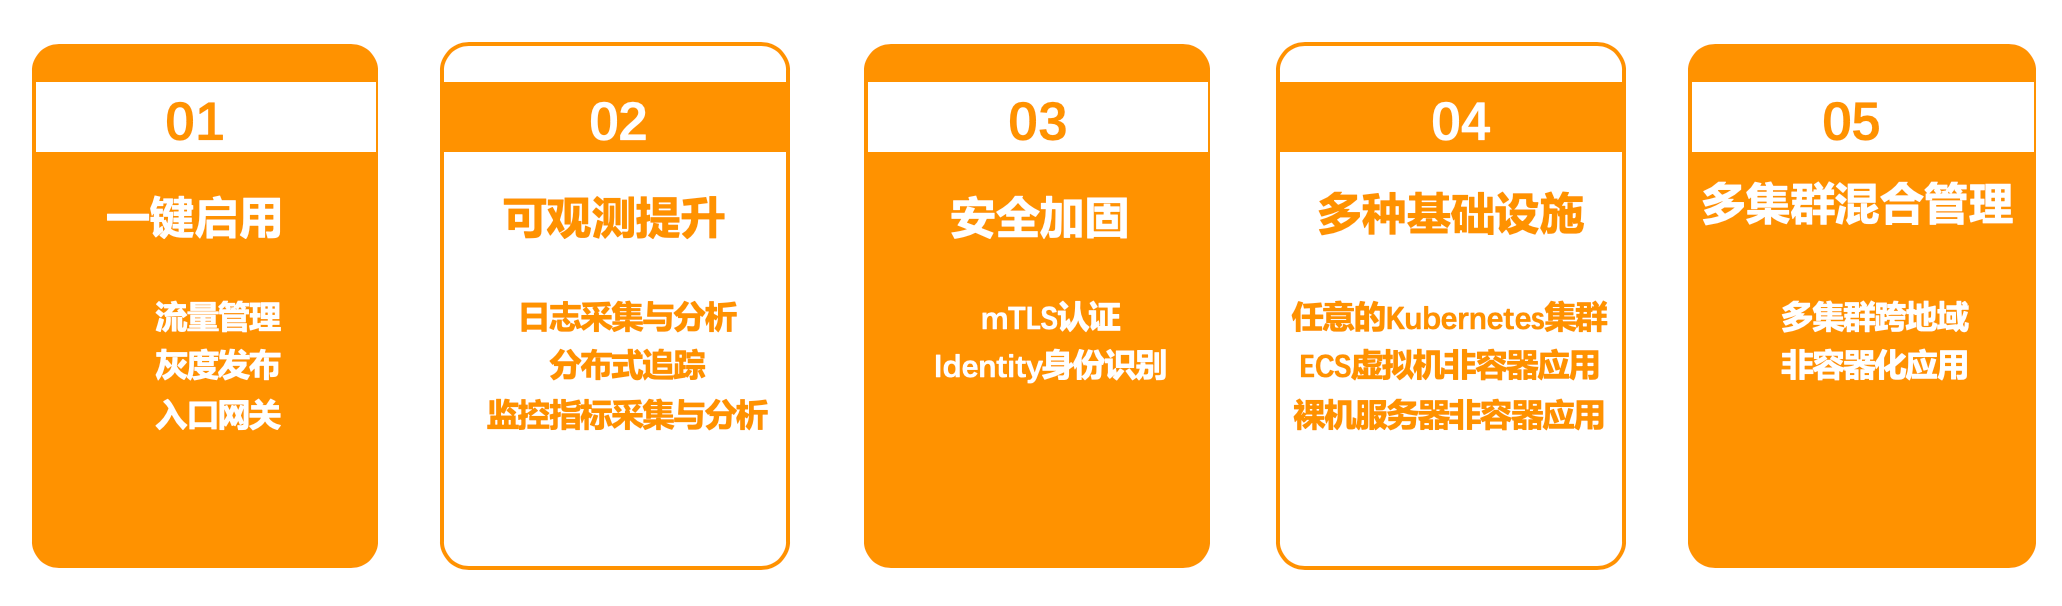 01
一键启用
流量管理
灰度发布
入口网关
02
可观测提升
日志采集与分析
分布式追踪
监控指标采集与分析
03
安全加固
mTLS认证
Identity身份识别
04
多种基础设施
任意的Kubernetes集群
ECS虚拟机非容器应用
裸机服务器非容器应用
05
多集群混合管理
多集群跨地域
非容器化应用